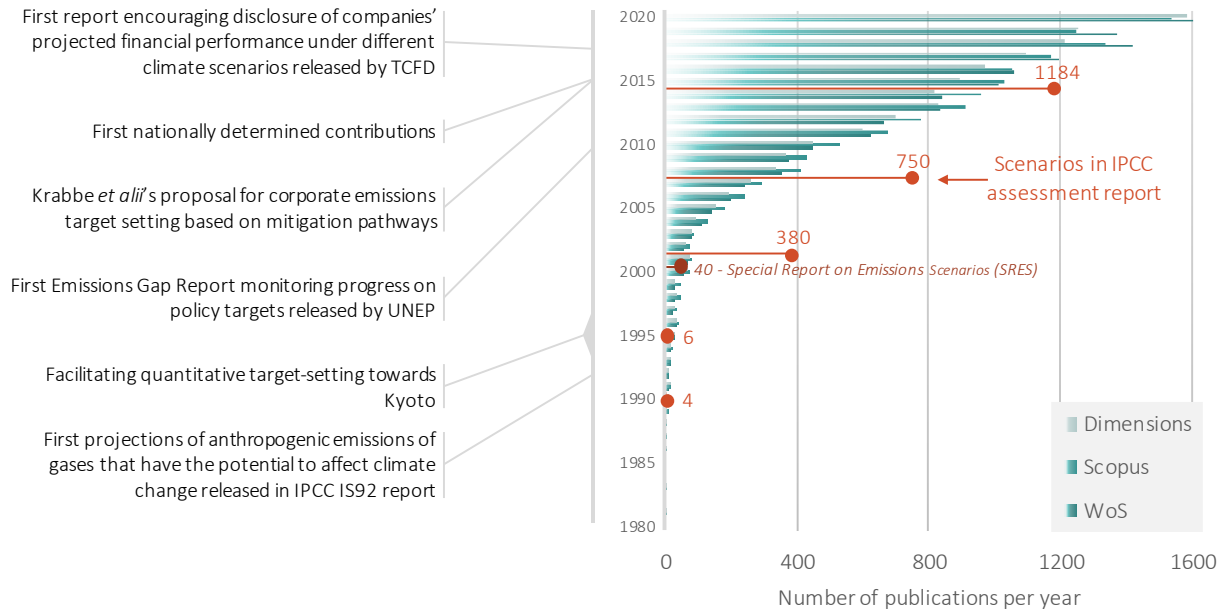 First report encouraging disclosure of companies’
projected financial performance under different
climate scenarios released by TCFD
First nationally determined contributions
Krabbe et alii’s proposal for corporate emissions
target setting based on mitigation pathways
First Emissions Gap Report monitoring progress on
policy targets released by UNEP
Facilitating quantitative target-setting towards
Kyoto
First projections of anthropogenic emissions of
gases that have the potential to affect climate
change released in IPCC IS92 report
2020
2015
2010
2005
2000
1995
1990
1985
1980
1184
750
Scenarios in IPCC
assessment report
380
40 - Special Report on Emissions Scenarios (SRES)
6
4
Dimensions
Scopus
WoS
0
400
800
1200
1600
Number of publications per year